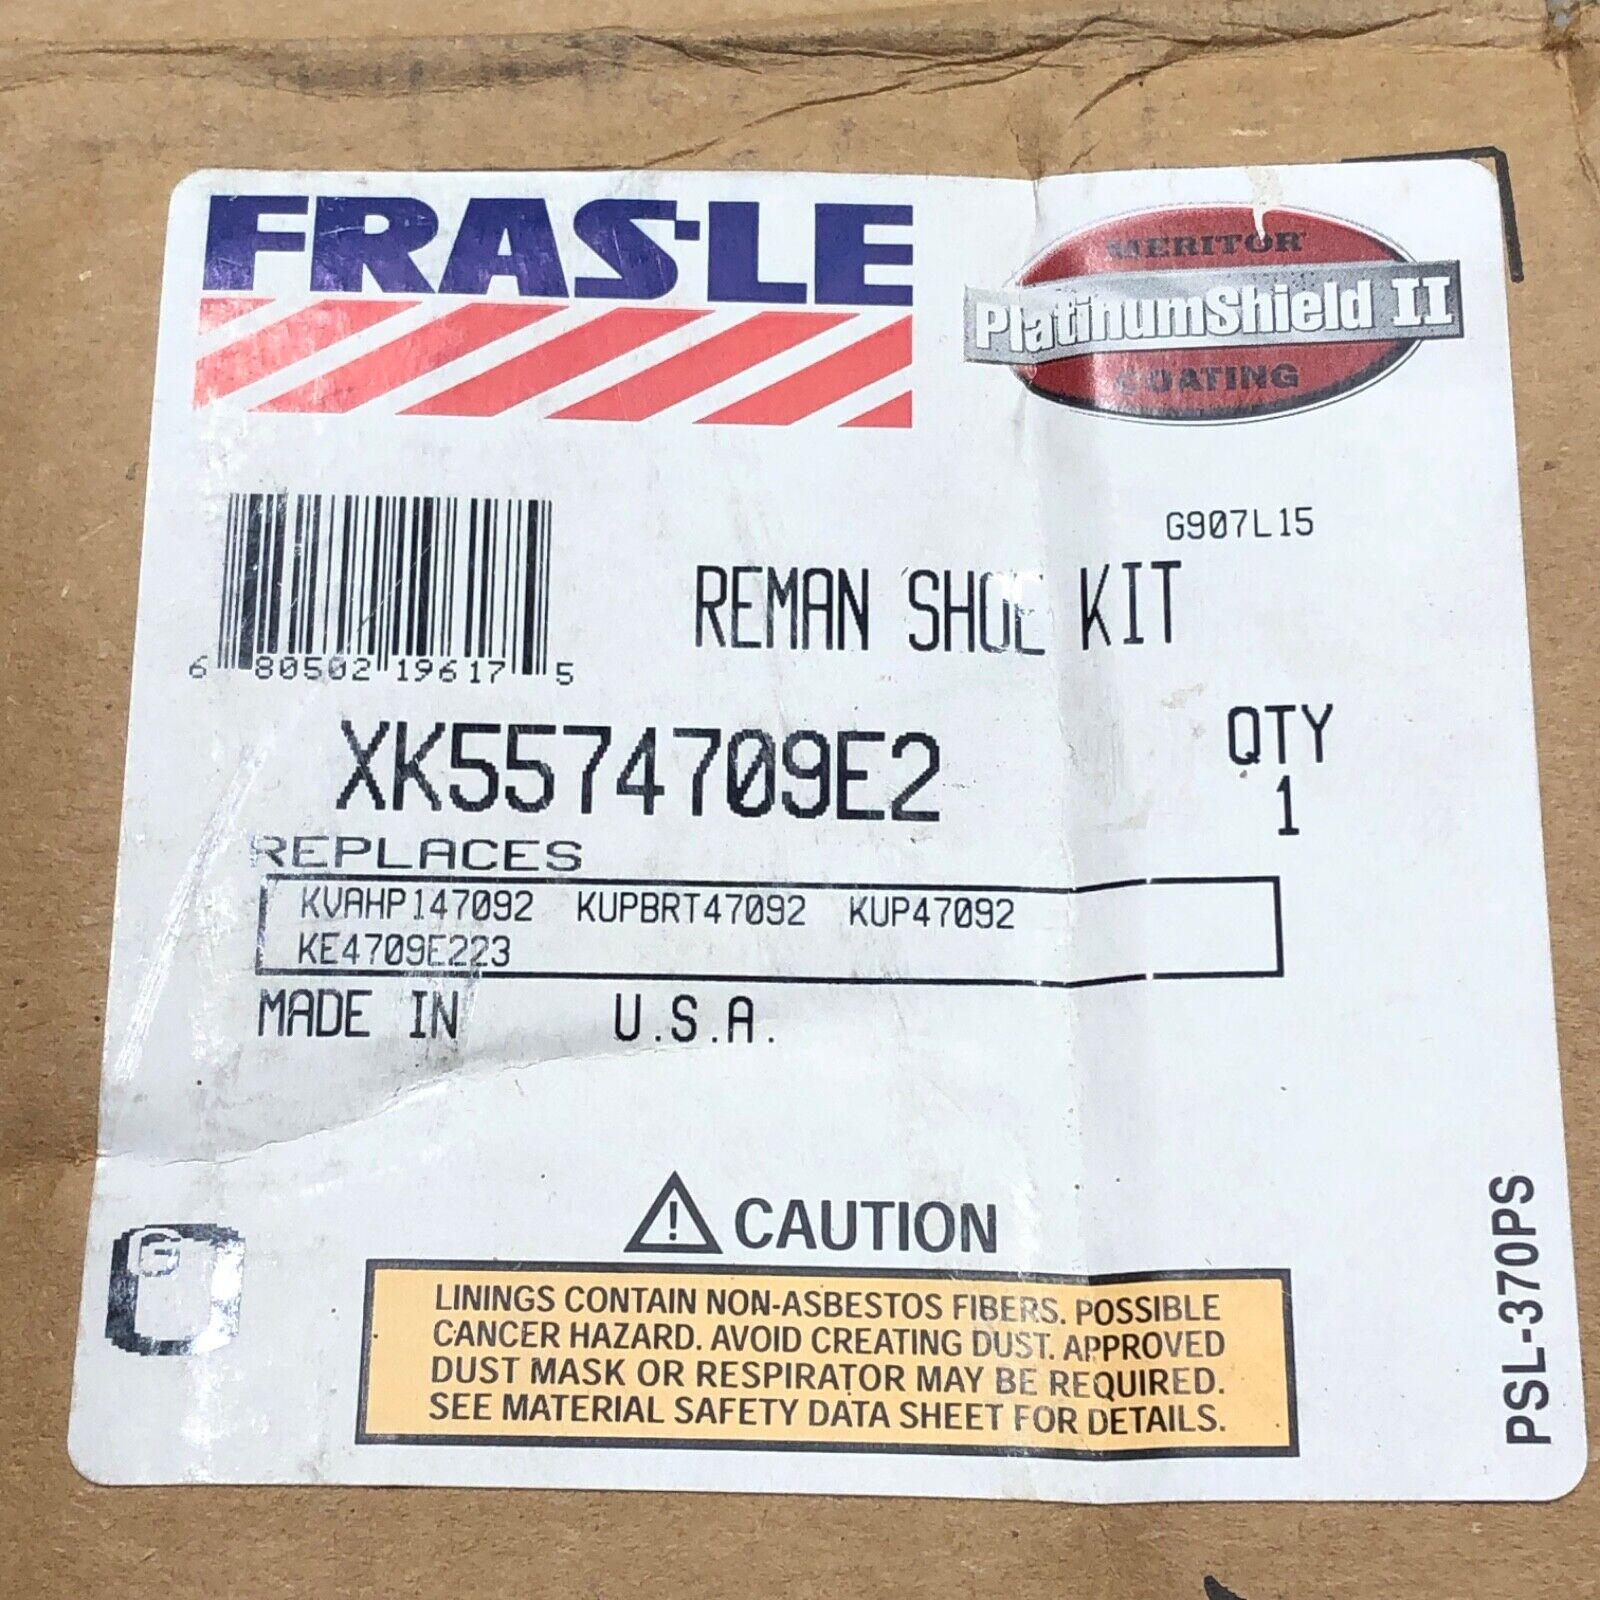 FRAS-LE
MERITOR
PlatinumShield II
COATING
G907L15
6 80502 19617 5
REMAN SHOE KIT
XK5574709E2
QTY
1
REPLACES
KVAHP147092 KUPBRT47092 KUP47092
KE4709E223
MADE IN U.S.A.
CAUTION
LININGS CONTAIN NON-ASBESTOS FIBERS. POSSIBLE
CANCER HAZARD. AVOID CREATING DUST. APPROVED
DUST MASK OR RESPIRATOR MAY BE REQUIRED.
SEE MATERIAL SAFETY DATA SHEET FOR DETAILS.
PSL-370PS